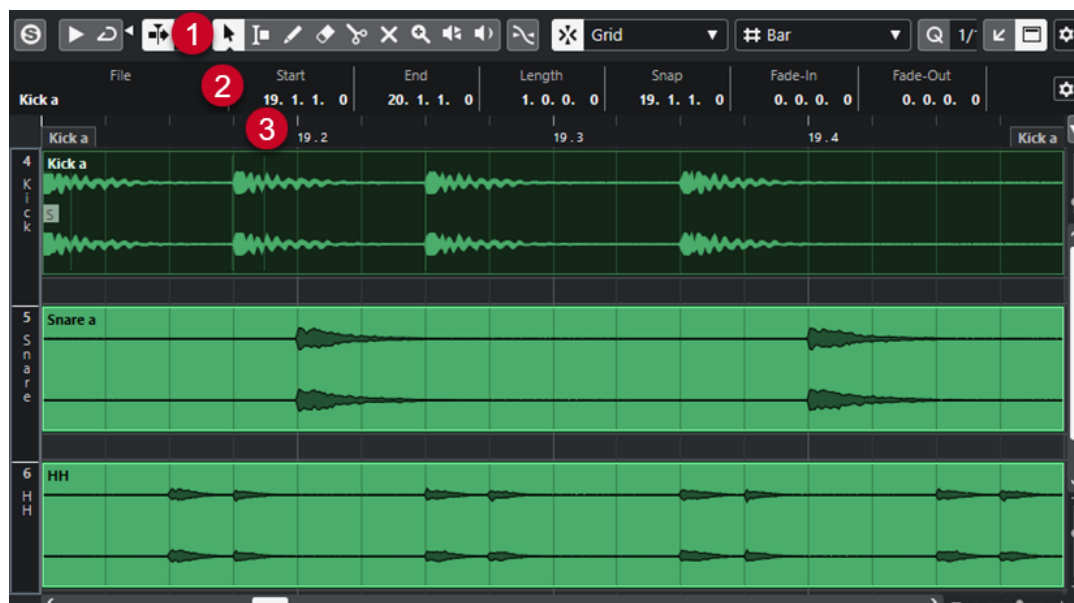 S 1 Grid Bar Q 1/
File 2 Start End Length Snap Fade-In Fade-Out
Kick a 19. 1. 1. 0 20. 1. 1. 0 1. 0. 0. 0 19. 1. 1. 0 0. 0. 0. 0 0. 0. 0. 0
Kick a 3 19.2 19.3 19.4 Kick a
4 Kick a
Kick
S
5 Snare a
Snare
6 HH
HH